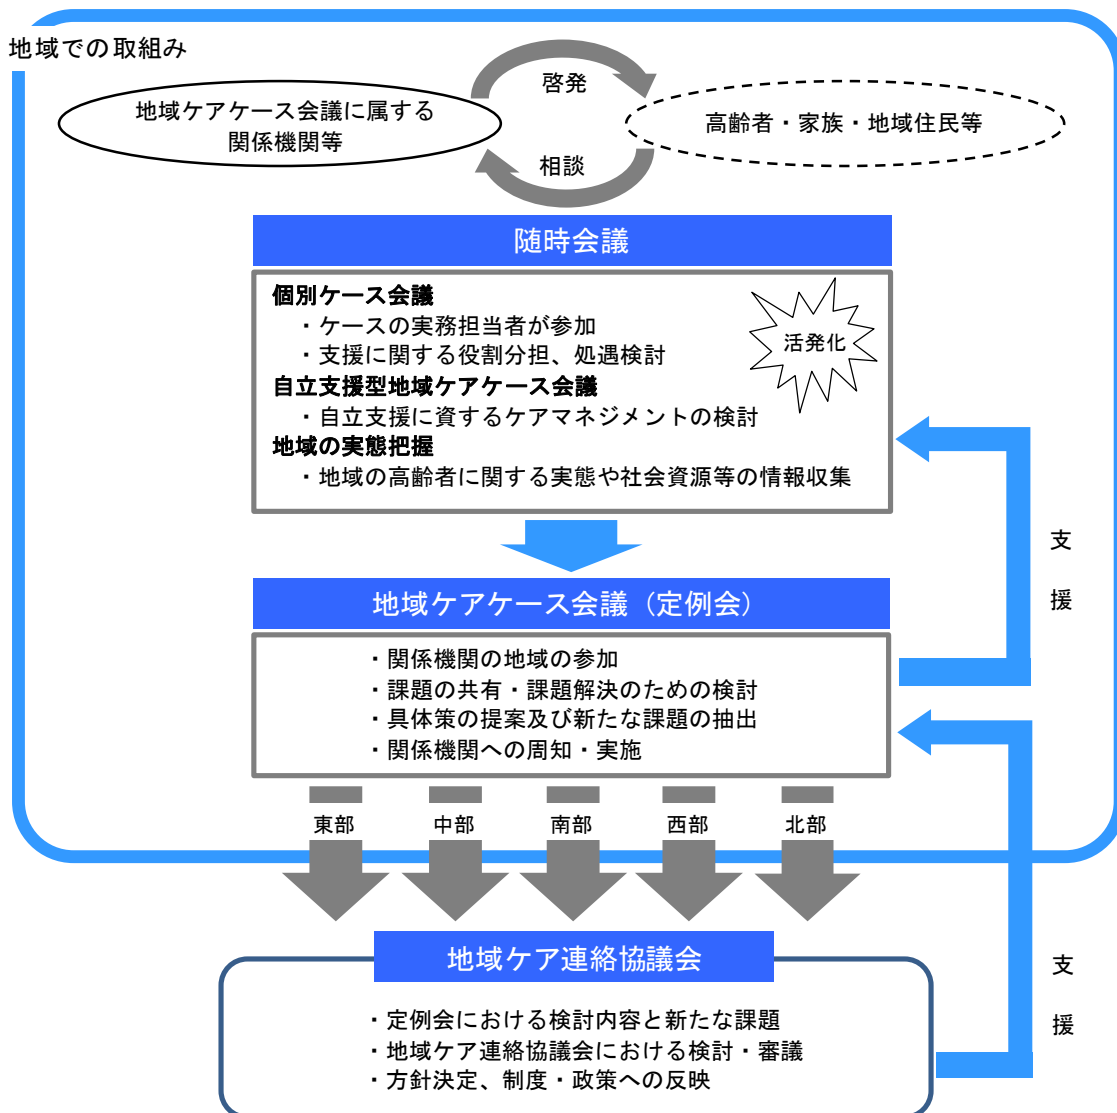 地域での取組み
啓発
地域ケアケース会議に属する
関係機関等
高齢者・家族・地域住民等
相談
随時会議
個別ケース会議
・ケースの実務担当者が参加
・支援に関する役割分担、処遇検討
活発化
自立支援型地域ケアケース会議
・自立支援に資するケアマネジメントの検討
地域の実態把握
・地域の高齢者に関する実態や社会資源等の情報収集
支
援
地域ケアケース会議（定例会）
・関係機関の地域の参加
・課題の共有・課題解決のための検討
・具体策の提案及び新たな課題の抽出
・関係機関への周知・実施
東部
中部
南部
西部
北部
地域ケア連絡協議会
・定例会における検討内容と新たな課題
・地域ケア連絡協議会における検討・審議
・方針決定、制度・政策への反映
支
援